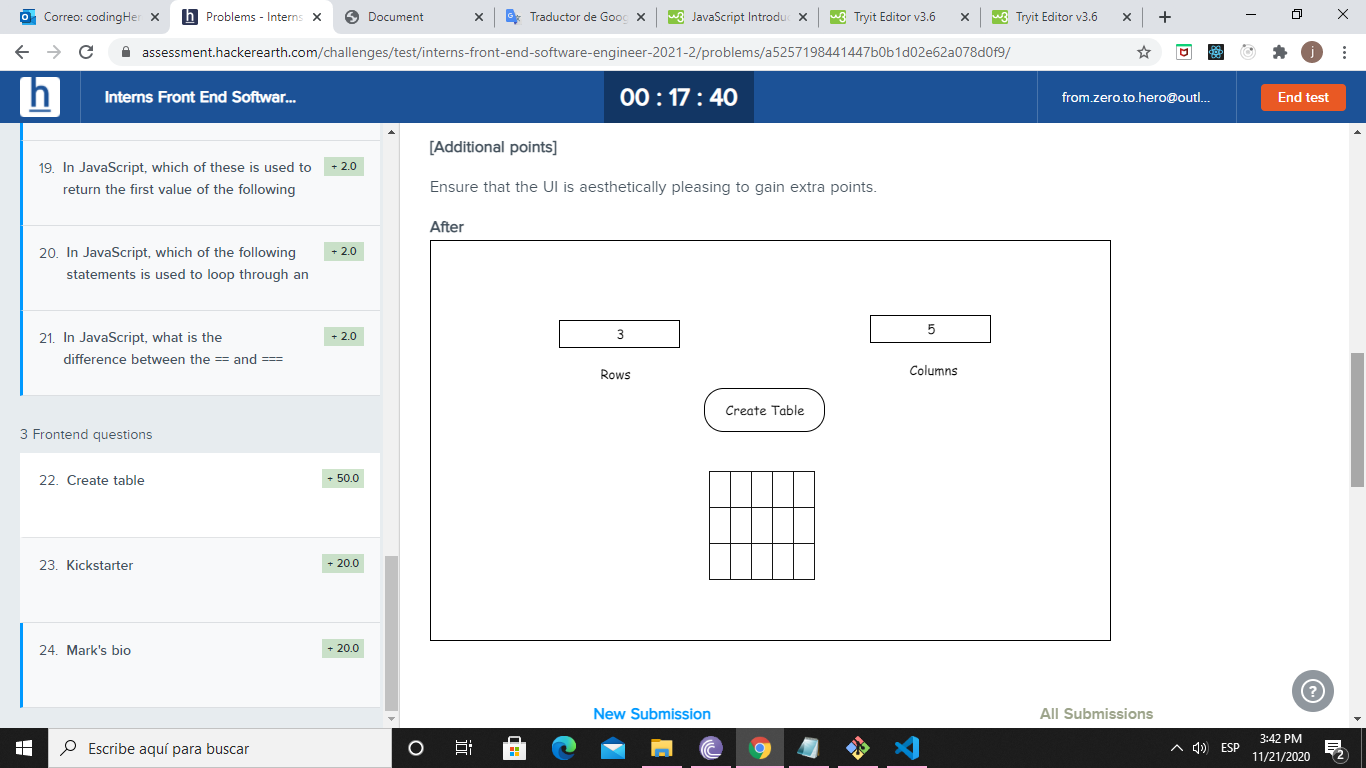 Correo: codingHe
Problems - Interns
Document
Traductor de Goog
JavaScript Introdu
Tryit Editor v3.6
Tryit Editor v3.6
assessment.hackerearth.com/challenges/test/interns-front-end-software-engineer-2021-2/problems/a5257198441447b0b1d02e62a078d0f9/
j
h
Interns Front End Softwar...
00 : 17 : 40
from.zero.to.hero@outl...
End test
19. In JavaScript, which of these is used to + 2.0
return the first value of the following
20. In JavaScript, which of the following + 2.0
statements is used to loop through an
21. In JavaScript, what is the + 2.0
difference between the == and ===
3 Frontend questions
22. Create table + 50.0
23. Kickstarter + 20.0
24. Mark's bio + 20.0
[Additional points]
Ensure that the UI is aesthetically pleasing to gain extra points.
After
3
5
Rows
Columns
Create Table
New Submission
All Submissions
?
Escribe aquí para buscar
ESP
3:42 PM
11/21/2020
2